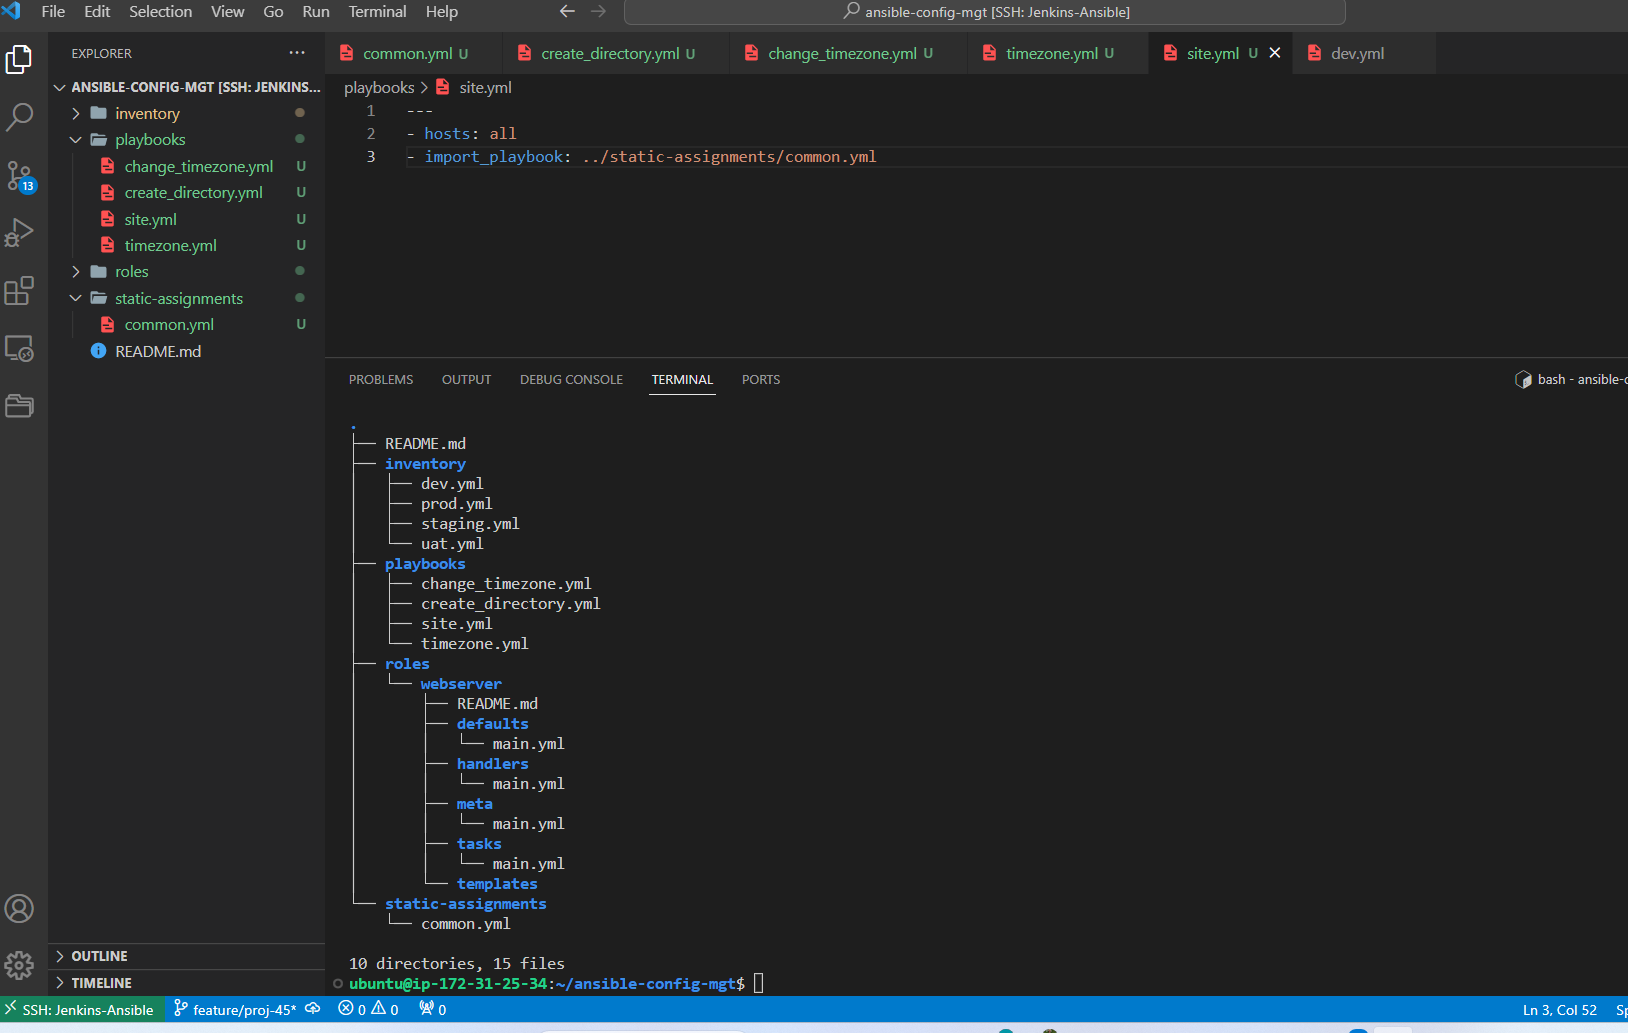 File Edit Selection View Go Run Terminal Help
ansible-config-mgt [SSH: Jenkins-Ansible]
EXPLORER
ANSIBLE-CONFIG-MGT [SSH: JENKINS...
inventory
playbooks
change_timezone.yml U
create_directory.yml U
site.yml U
timezone.yml U
roles
static-assignments
common.yml U
README.md
13
OUTLINE
TIMELINE
common.yml U create_directory.yml U change_timezone.yml U timezone.yml U site.yml U dev.yml
playbooks > site.yml
1 ---
2 - hosts: all
3 - import_playbook: ../static-assignments/common.yml
PROBLEMS OUTPUT DEBUG CONSOLE TERMINAL PORTS
bash - ansible-c
.
├── README.md
├── inventory
│   ├── dev.yml
│   ├── prod.yml
│   ├── staging.yml
│   └── uat.yml
├── playbooks
│   ├── change_timezone.yml
│   ├── create_directory.yml
│   ├── site.yml
│   └── timezone.yml
├── roles
│   └── webserver
│       ├── README.md
│       ├── defaults
│       │   └── main.yml
│       ├── handlers
│       │   └── main.yml
│       ├── meta
│       │   └── main.yml
│       ├── tasks
│       │   └── main.yml
│       └── templates
└── static-assignments
    └── common.yml
10 directories, 15 files
ubuntu@ip-172-31-25-34:~/ansible-config-mgt$
SSH: Jenkins-Ansible feature/proj-45* 0 0 0 Ln 3, Col 52 Sp